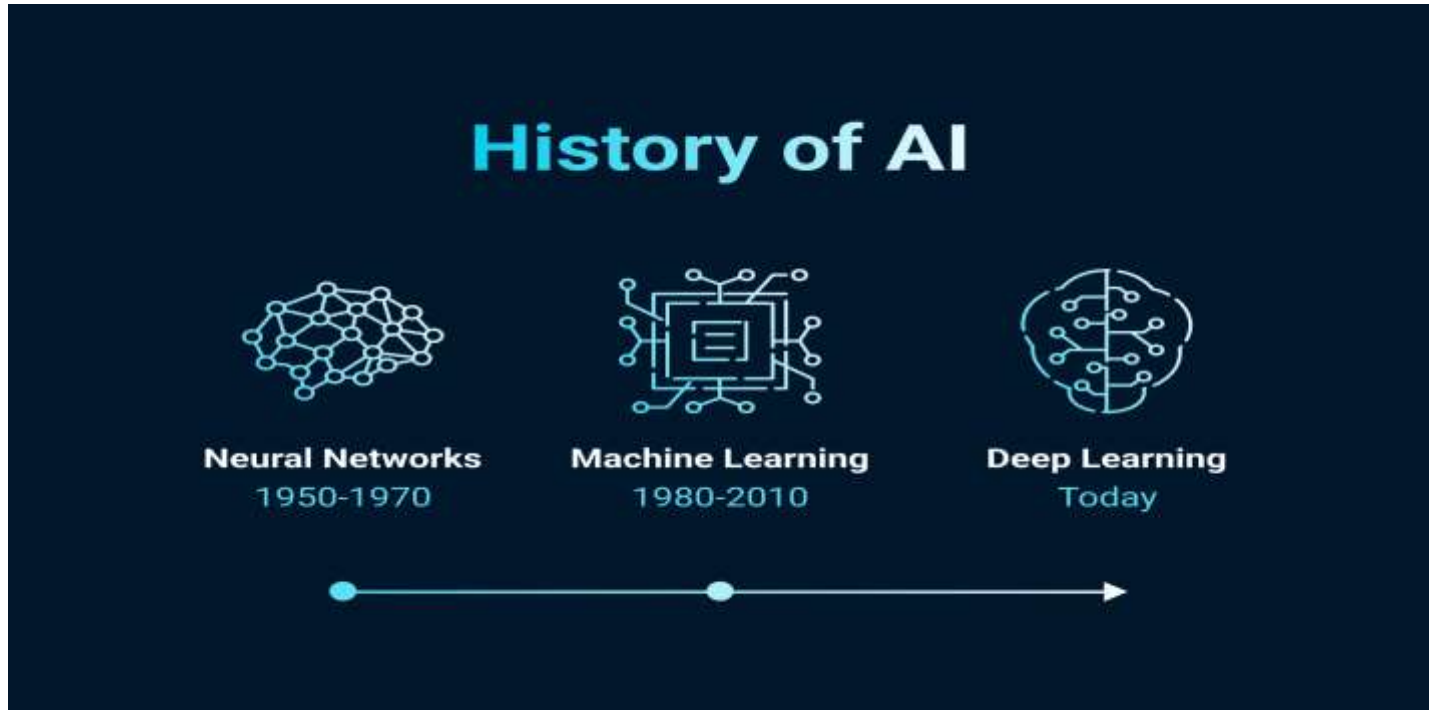 History of AI
Neural Networks
1950-1970
Machine Learning
1980-2010
Deep Learning
Today